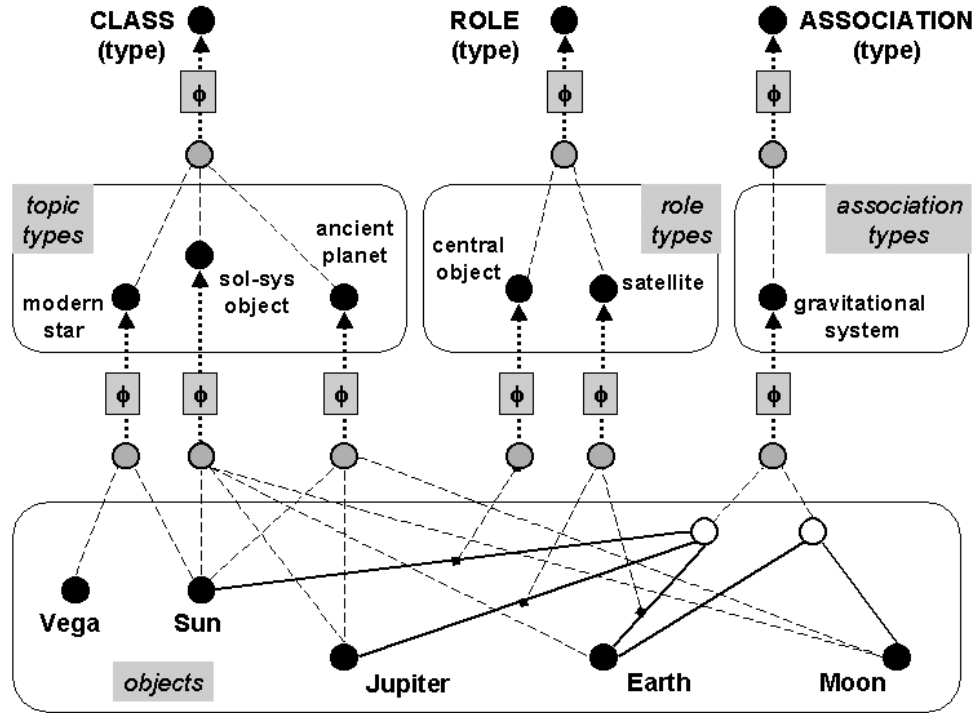 CLASS
(type)
ROLE
(type)
ASSOCIATION
(type)
ϕ
ϕ
ϕ
topic
types
ancient
planet
sol-sys
object
modern
star
role
types
central
object
satellite
association
types
gravitational
system
ϕ
ϕ
ϕ
ϕ
ϕ
ϕ
Vega
Sun
Jupiter
Earth
Moon
objects